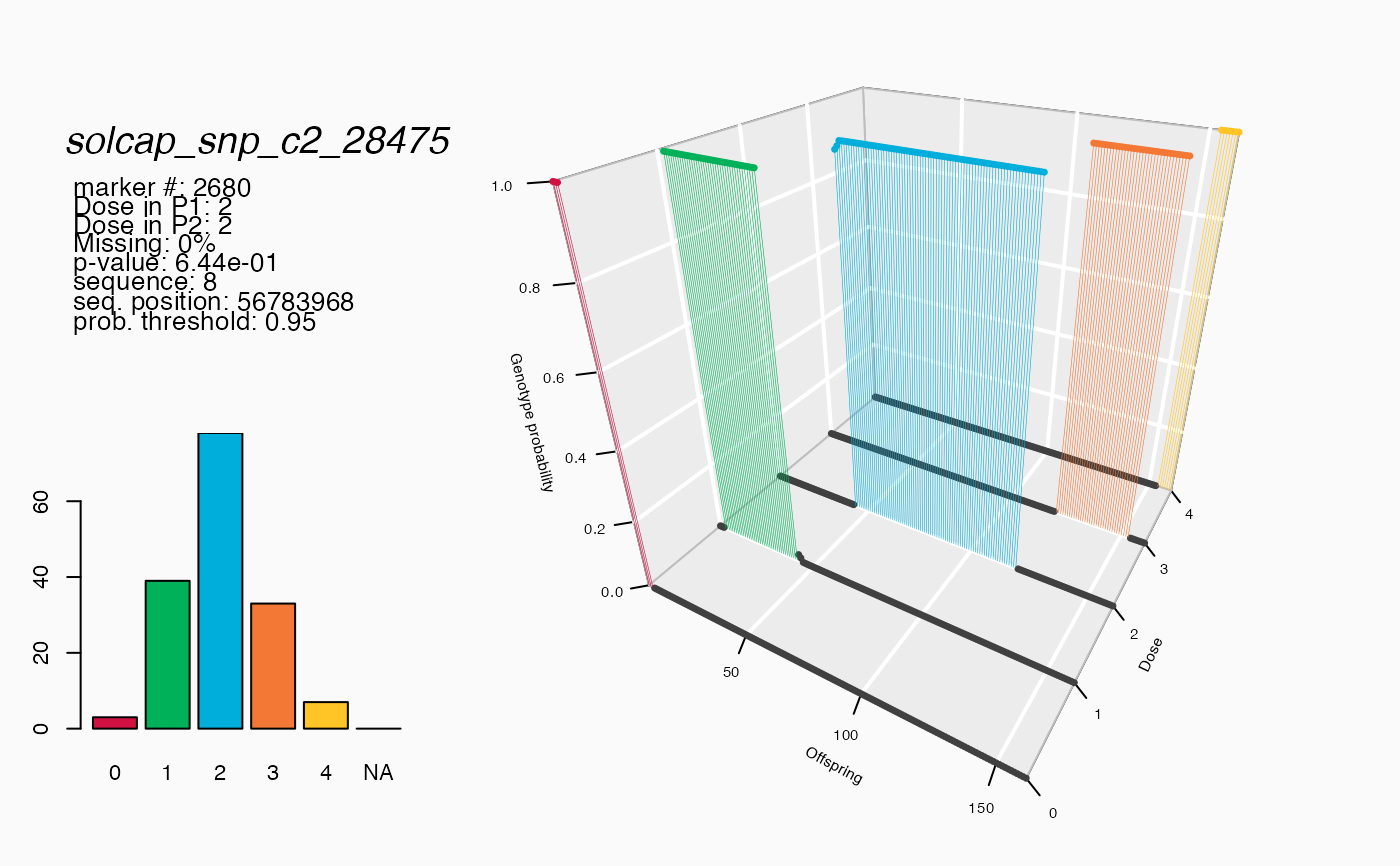 solcap_snp_c2_28475
marker #: 2680
Dose in P1: 2
Dose in P2: 2
Missing: 0%
p-value: 6.44e-01
sequence: 8
seq. position: 56783968
prob. threshold: 0.95
60
40
20
0
0 1 2 3 4 NA
1.0
0.8
0.6
0.4
0.2
0.0
Genotype probability
50
100
150
Offspring
0
1
2
3
4
Dose